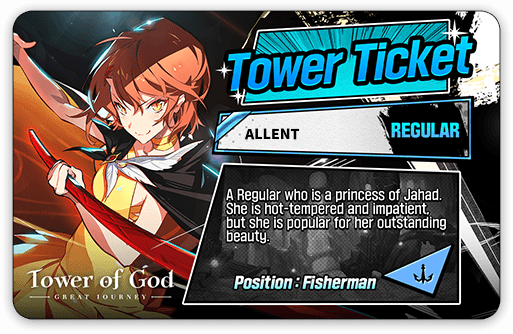 Tower Ticket
ALLENT
REGULAR
A Regular who is a princess of Jahad.
She is hot-tempered and impatient,
but she is popular for her outstanding
beauty.
Position : Fisherman
Tower of God
GREAT JOURNEY